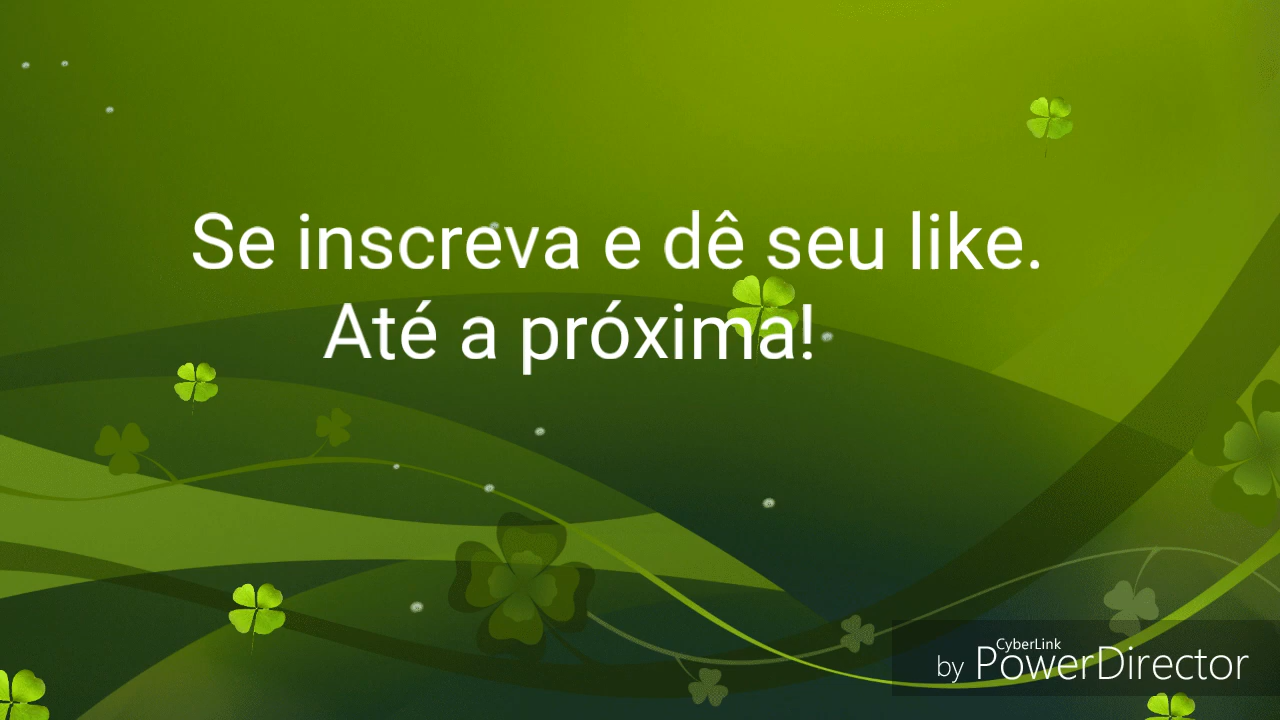 Se inscreva e dê seu like.
Até a próxima!
CyberLink
by PowerDirector